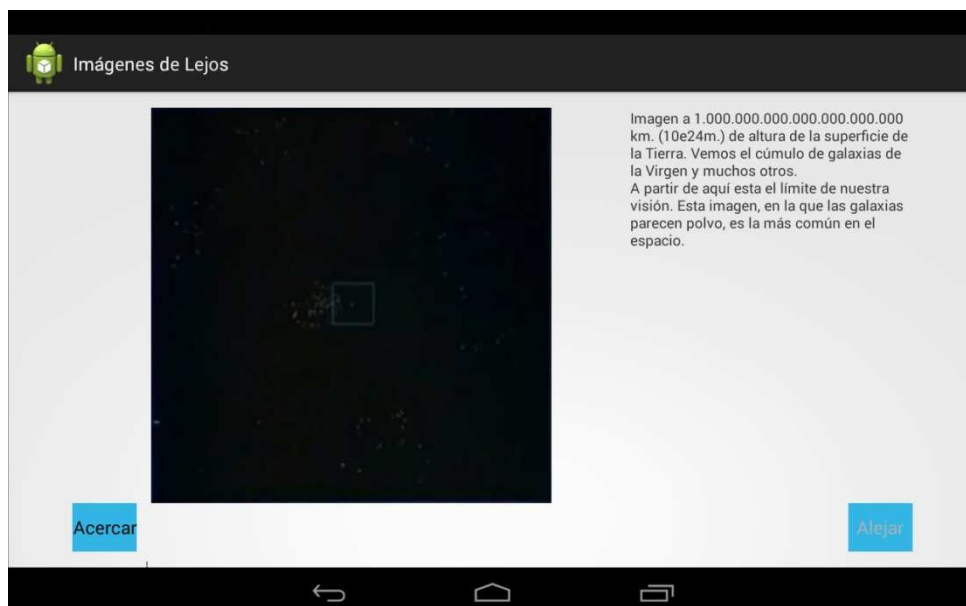 Imágenes de Lejos
Imagen a 1.000.000.000.000.000.000.000
km. (10e24m.) de altura de la superficie de
la Tierra. Vemos el cúmulo de galaxias de
la Virgen y muchos otros.
A partir de aquí esta el límite de nuestra
visión. Esta imagen, en la que las galaxias
parecen polvo, es la más común en el
espacio.
Acercar
Alejar